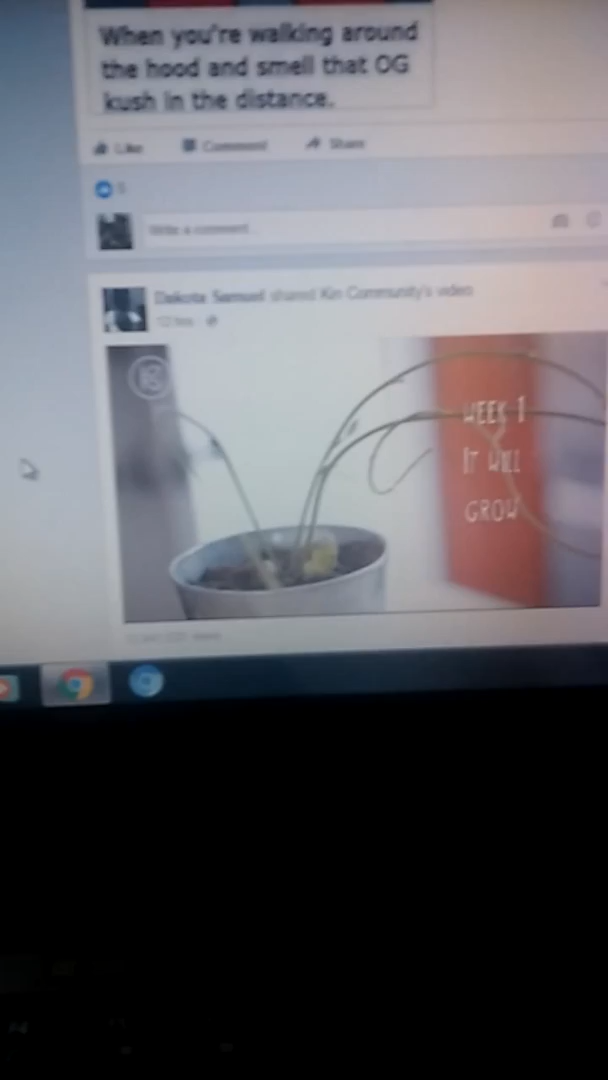 When you're walking around
the hood and smell that OG
kush in the distance.
Like Comment Share
5
Write a comment...
Dakota Samuel shared Kin Community's video
WEEK 1
IT WILL
GROW